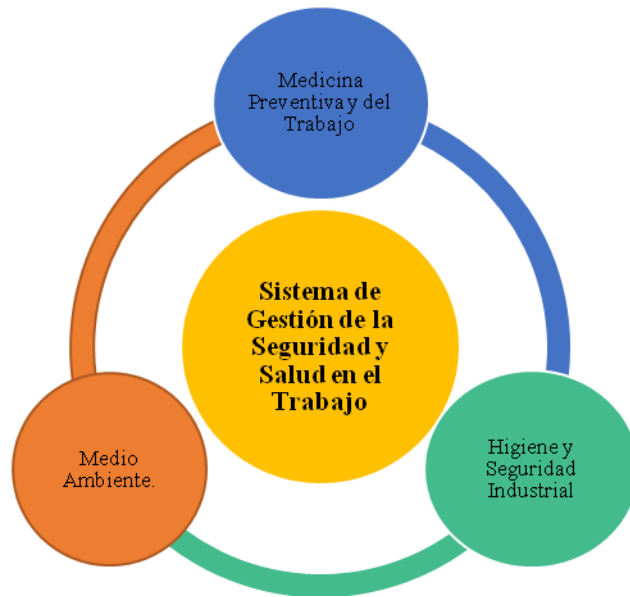 Medicina
Preventiva y del
Trabajo
Sistema de
Gestión de la
Seguridad y
Salud en el
Trabajo
Medio
Ambiente.
Higiene y
Seguridad
Industrial